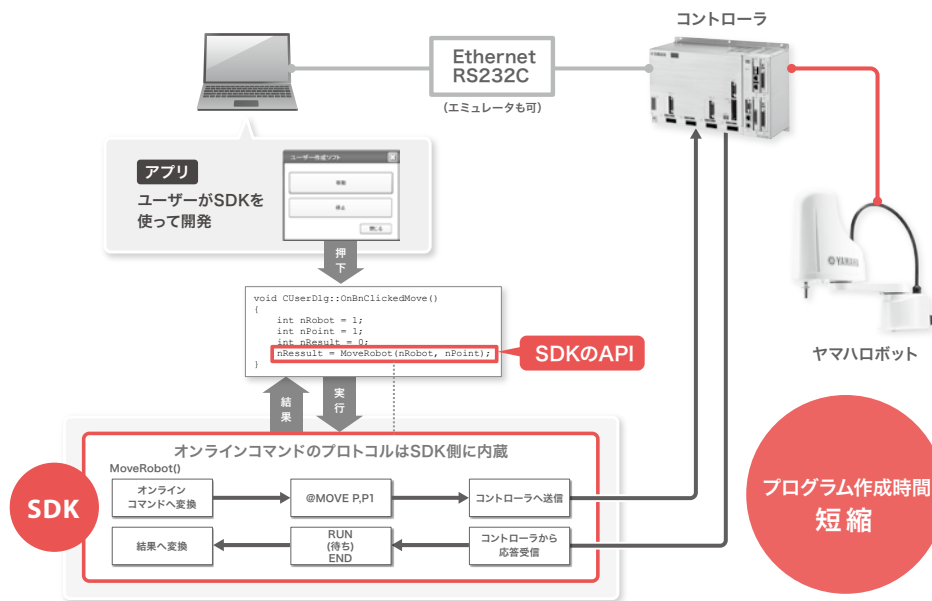 コントローラ
Ethernet
RS232C
(エミュレータも可)
YAMAHA
アプリ
ユーザーがSDKを
使って開発
ユーザー作成ソフト
移動
停止
閉じる
押下
void CUserDlg::OnBnClickedMove()
{
int nRobot = 1;
int nPoint = 1;
int nResult = 0;
nRessult = MoveRobot(nRobot, nPoint);
}
SDKのAPI
ヤマハロボット
結果
実行
オンラインコマンドのプロトコルはSDK側に内蔵
MoveRobot()
SDK
オンライン
コマンドへ変換
@MOVE P,P1
コントローラへ送信
結果へ変換
RUN
(待ち)
END
コントローラから
応答受信
プログラム作成時間
短縮